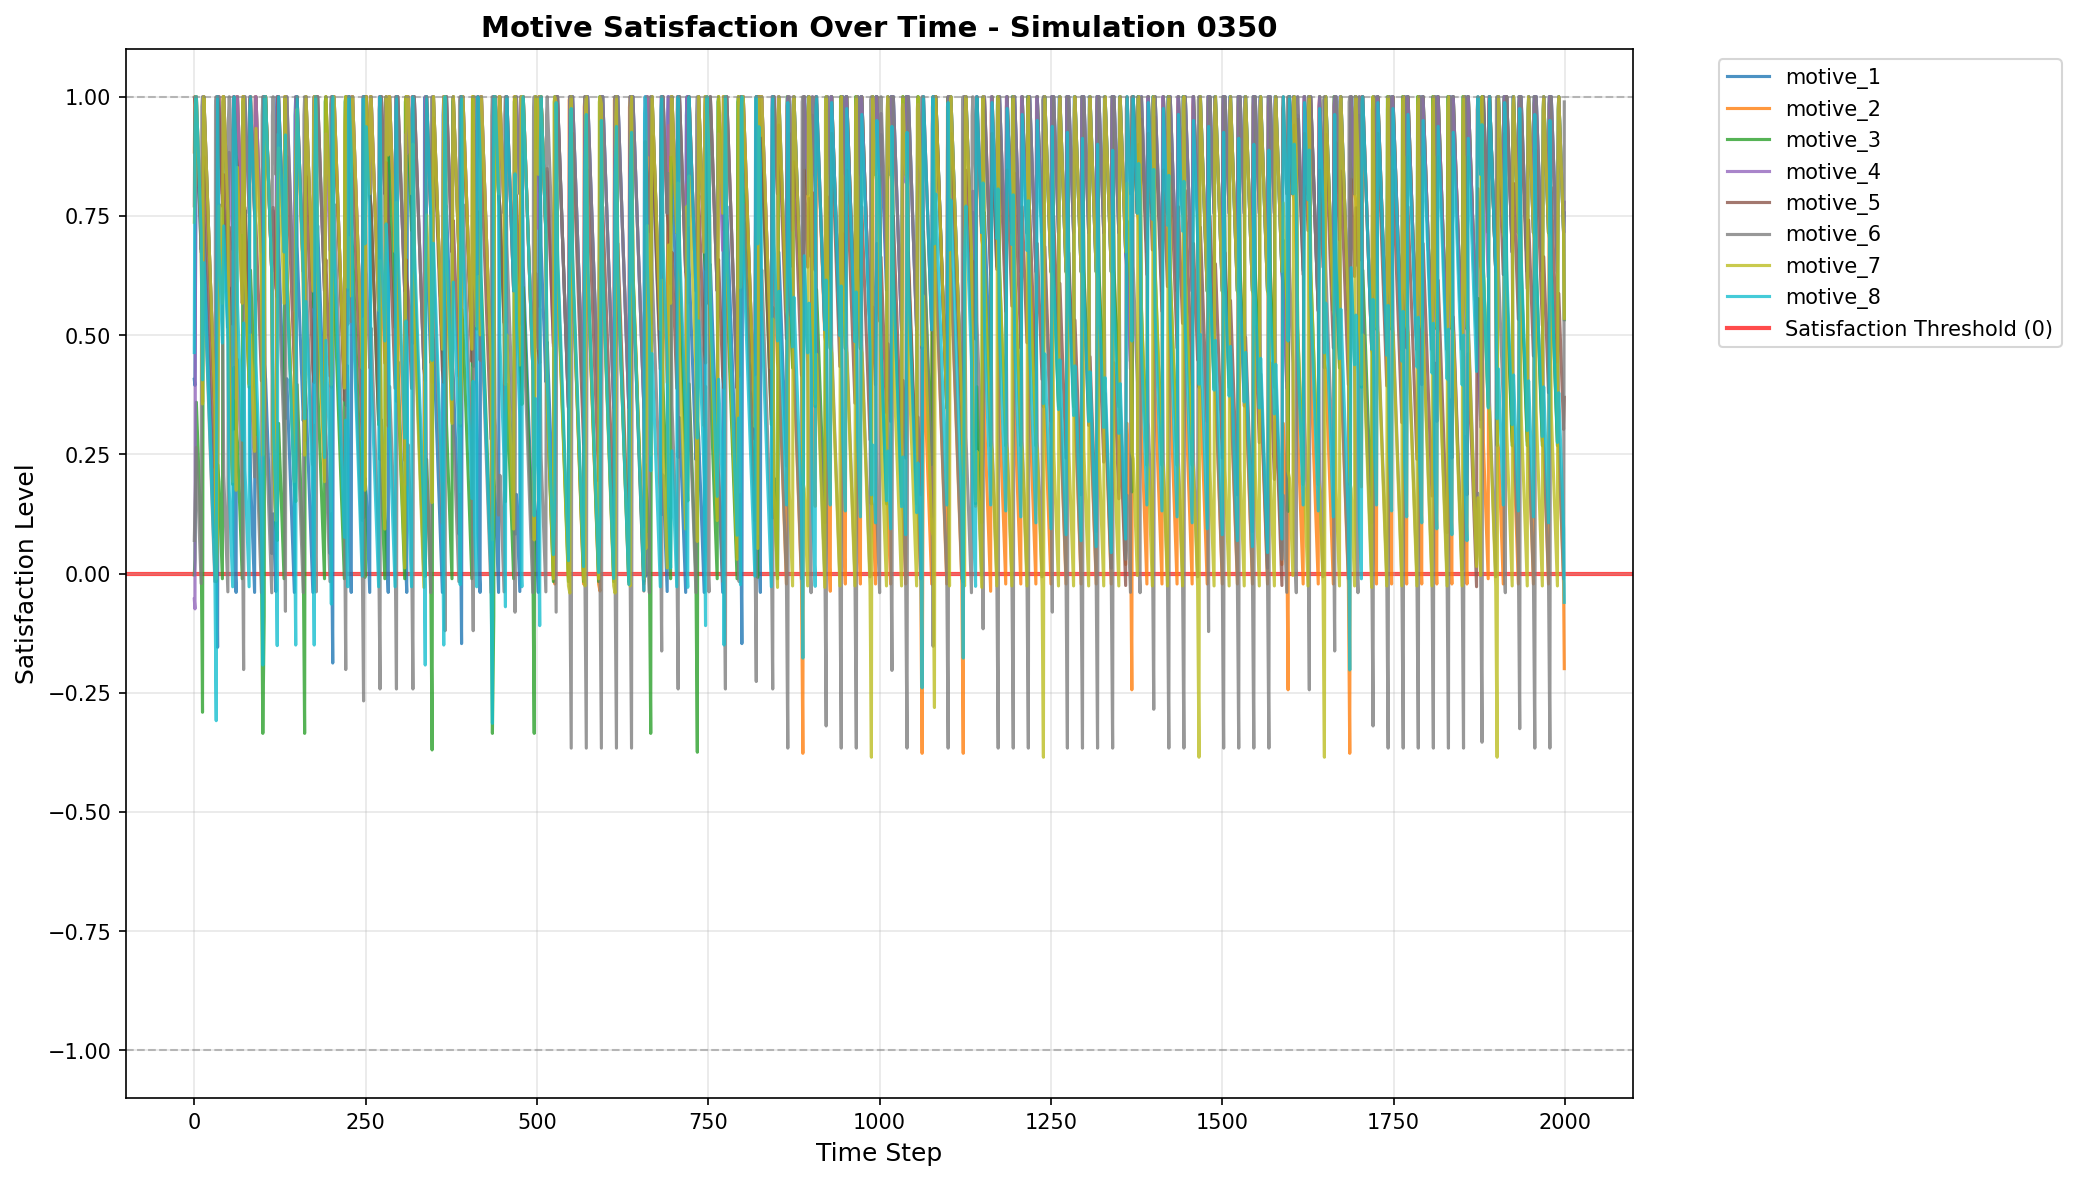 Motive Satisfaction Over Time - Simulation 0350
Satisfaction Level
1.00
0.75
0.50
0.25
0.00
−0.25
−0.50
−0.75
−1.00
0 250 500 750 1000 1250 1500 1750 2000
Time Step
motive_1
motive_2
motive_3
motive_4
motive_5
motive_6
motive_7
motive_8
Satisfaction Threshold (0)